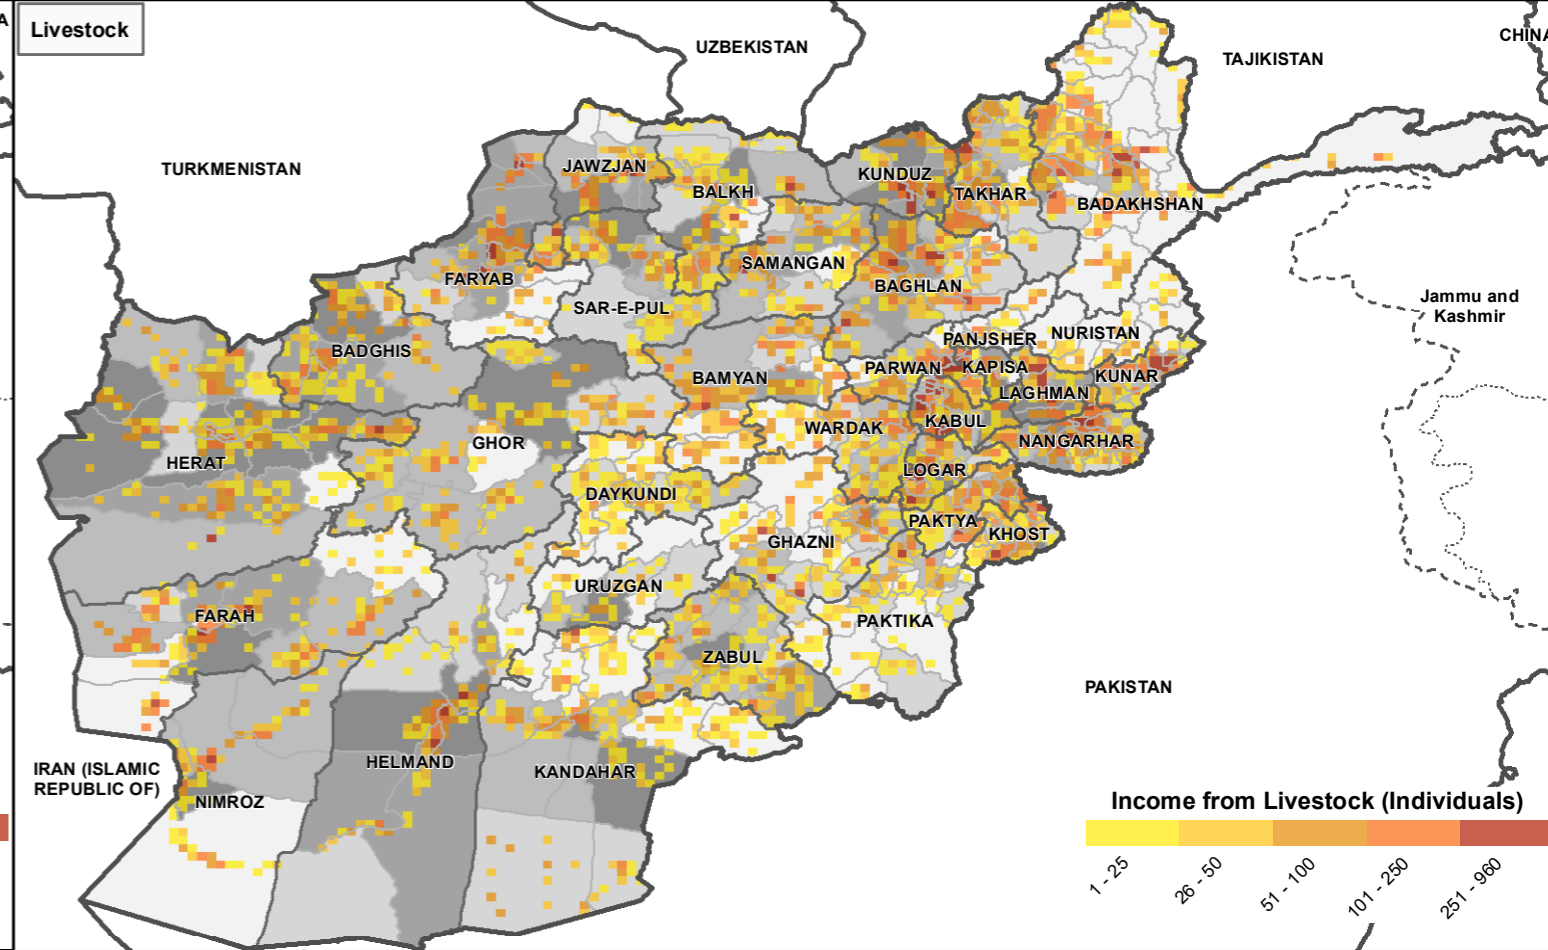 Livestock
UZBEKISTAN
CHINA
TAJIKISTAN
TURKMENISTAN
JAWZJAN
KUNDUZ
BALKH
TAKHAR
BADAKHSHAN
SAMANGAN
FARYAB
BAGHLAN
SAR-E-PUL
Jammu and
Kashmir
NURISTAN
PANJSHER
BADGHIS
PARWAN
KAPISA
KUNAR
BAMYAN
LAGHMAN
KABUL
WARDAK
NANGARHAR
GHOR
HERAT
LOGAR
DAYKUNDI
PAKTYA
KHOST
GHAZNI
URUZGAN
FARAH
PAKTIKA
ZABUL
PAKISTAN
HELMAND
KANDAHAR
IRAN (ISLAMIC
REPUBLIC OF)
NIMROZ
Income from Livestock (Individuals)
1 - 25
26 - 50
51 - 100
101 - 250
251 - 960